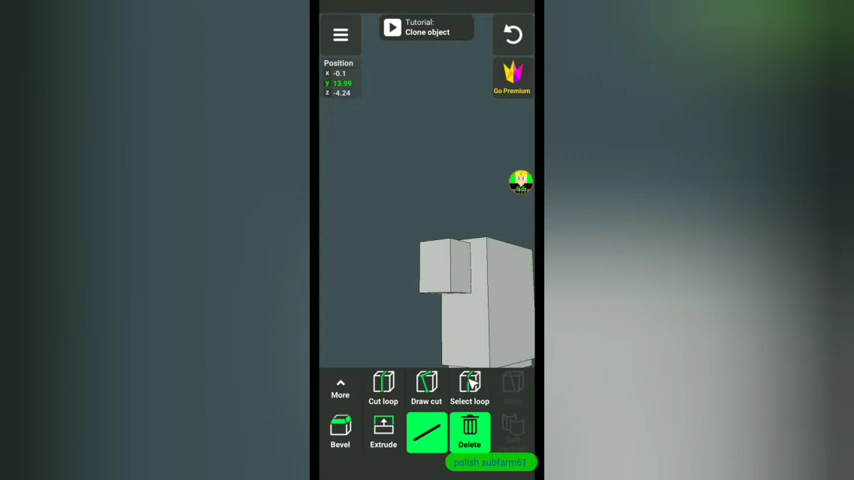 Tutorial:
Clone object
Position
x -0.1
y 13.99
z -4.24
Go Premium
More
Cut loop
Draw cut
Select loop
Bevel
Extrude
Delete
polish subfarm61